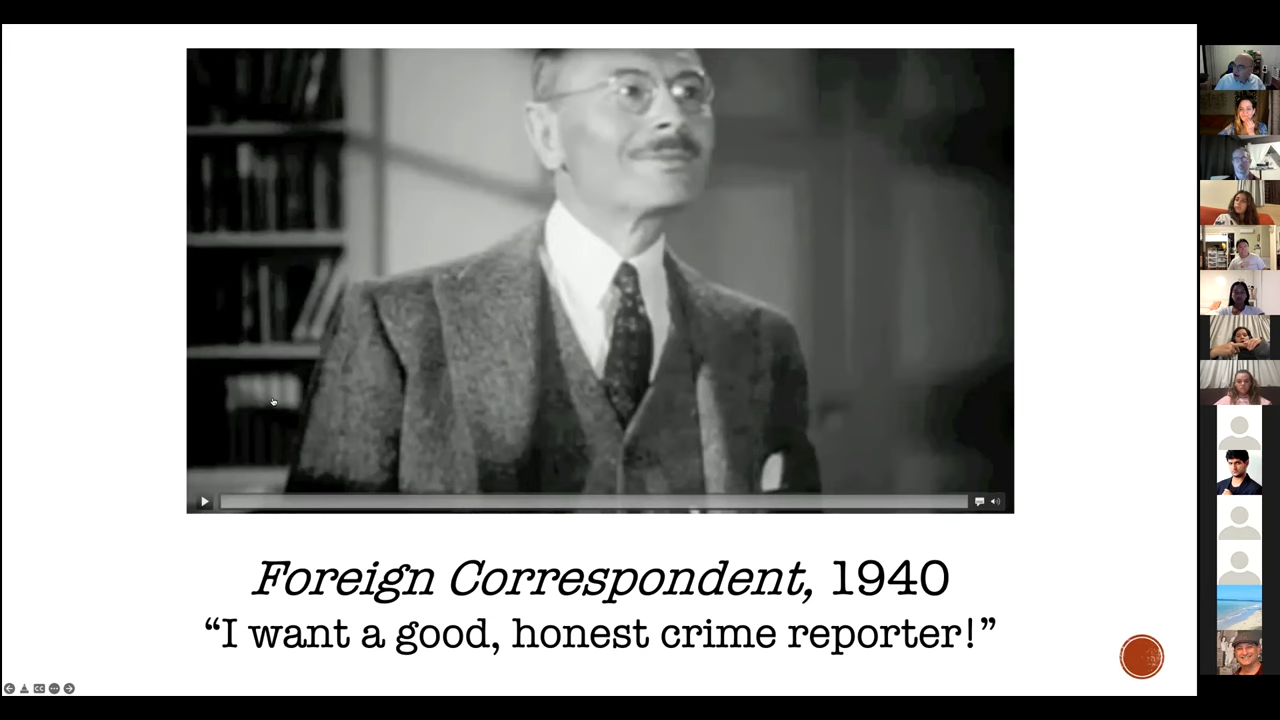 Foreign Correspondent, 1940
“I want a good, honest crime reporter!”